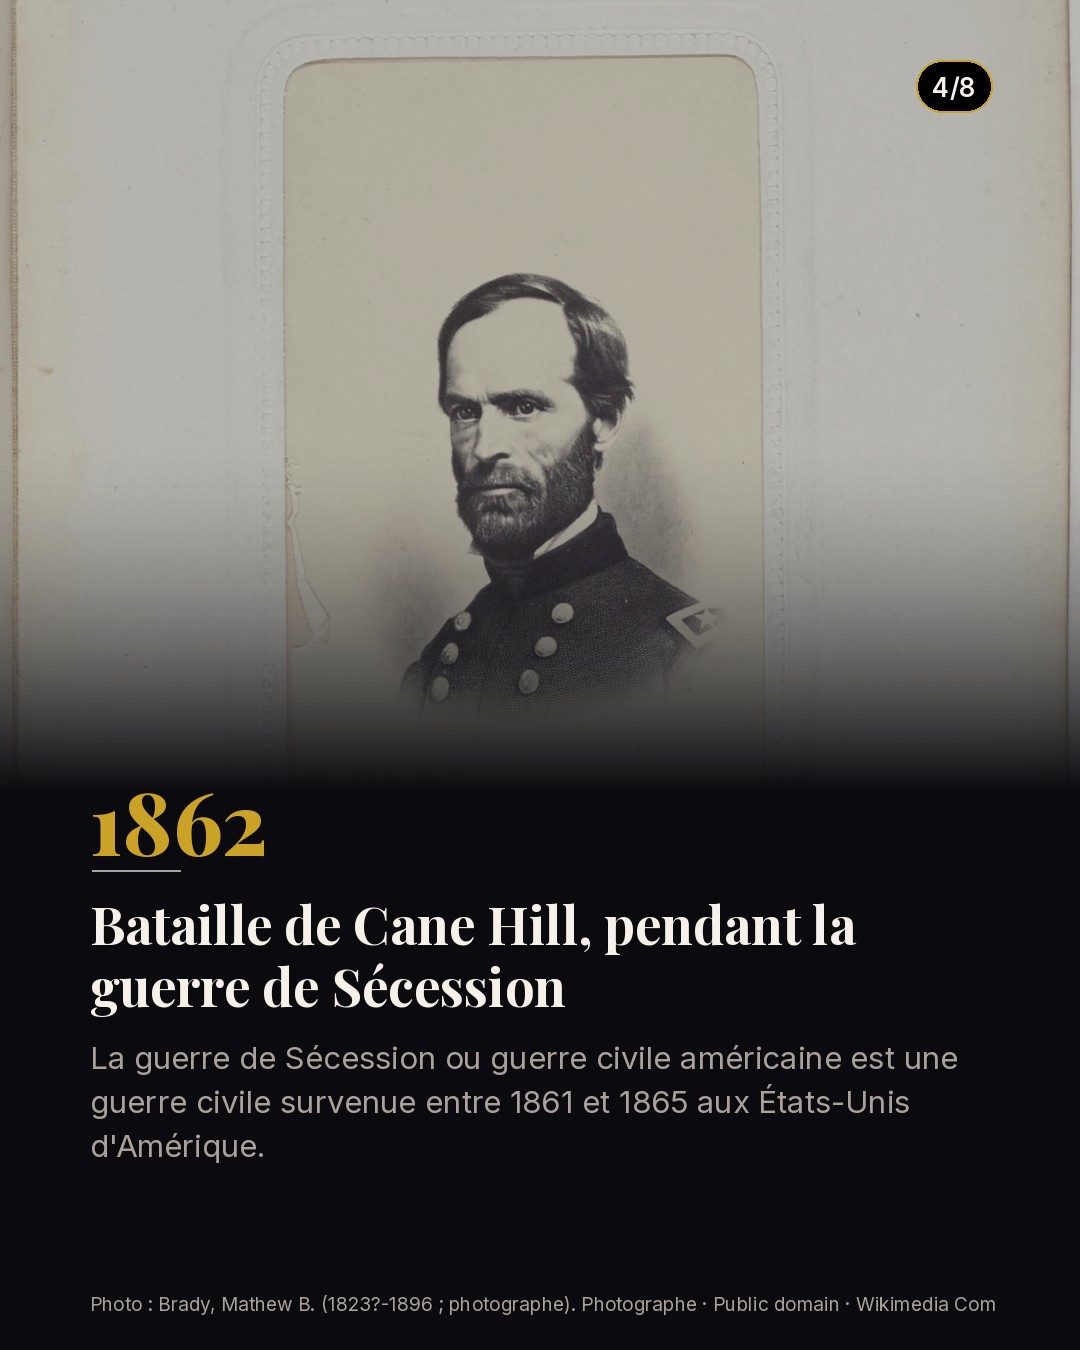 4/8
1862
Bataille de Cane Hill, pendant la
guerre de Sécession
La guerre de Sécession ou guerre civile américaine est une
guerre civile survenue entre 1861 et 1865 aux États-Unis
d'Amérique.
Photo : Brady, Mathew B. (1823?-1896 ; photographe). Photographe · Public domain · Wikimedia Com